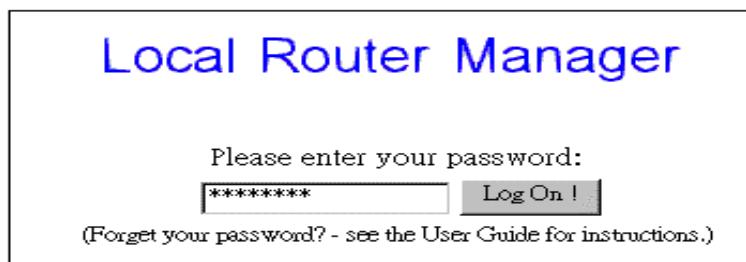 Local Router Manager
Please enter your password:
******** Log On !
(Forget your password? - see the User Guide for instructions.)